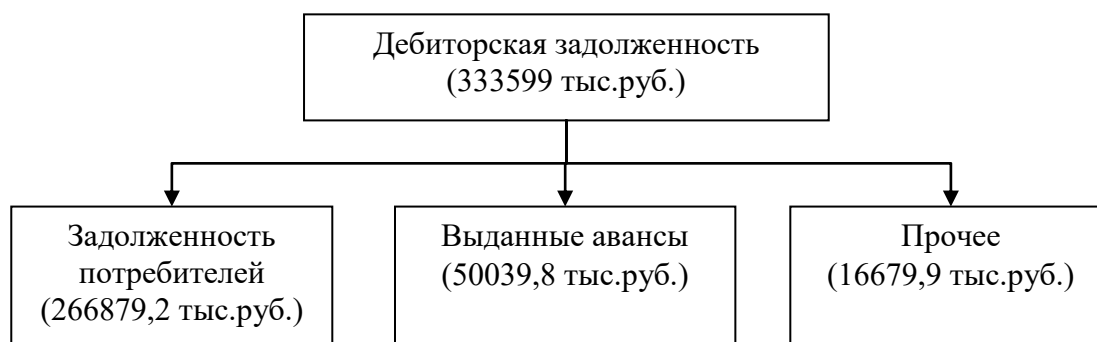 Дебиторская задолженность
(333599 тыс.руб.)
Задолженность
потребителей
(266879,2 тыс.руб.)
Выданные авансы
(50039,8 тыс.руб.)
Прочее
(16679,9 тыс.руб.)